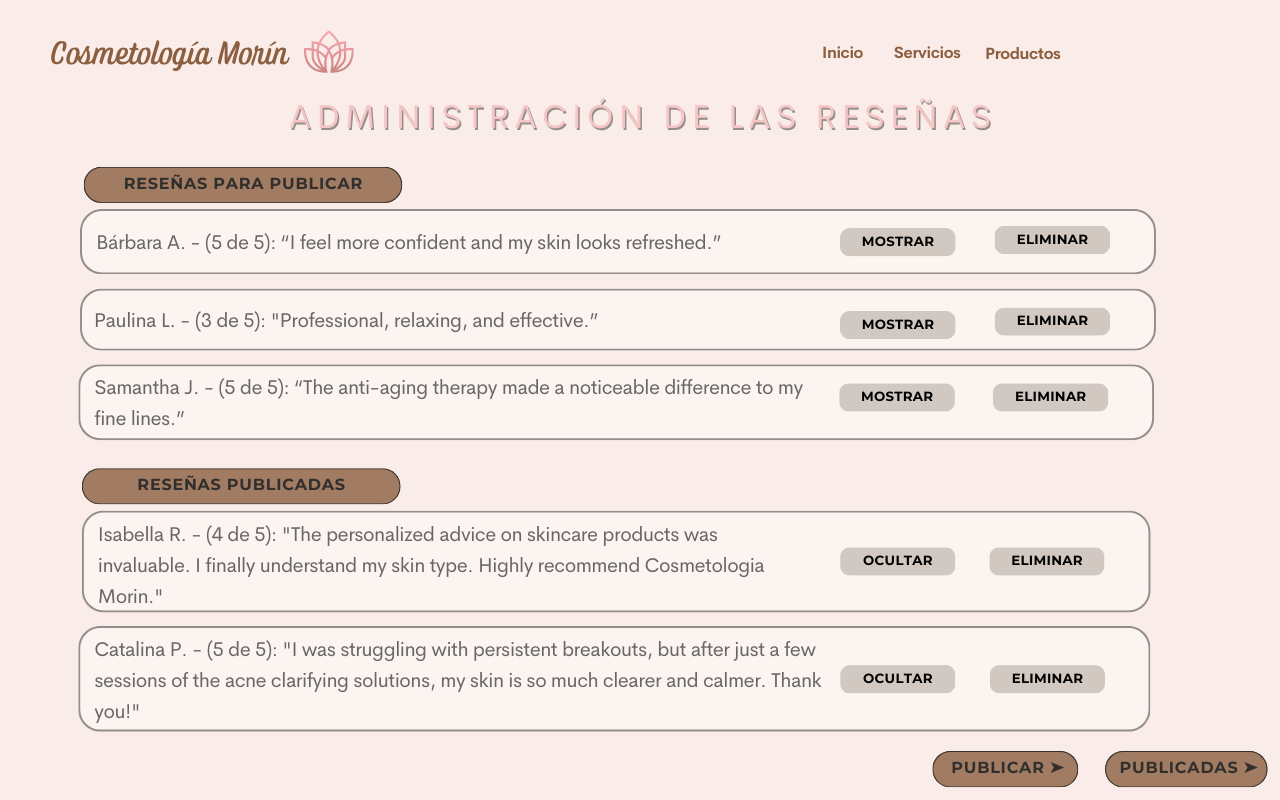 Cosmetología Morín
Inicio Servicios Productos
ADMINISTRACIÓN DE LAS RESEÑAS
RESEÑAS PARA PUBLICAR
Bárbara A. - (5 de 5): “I feel more confident and my skin looks refreshed.” MOSTRAR ELIMINAR
Paulina L. - (3 de 5): "Professional, relaxing, and effective.” MOSTRAR ELIMINAR
Samantha J. - (5 de 5): “The anti-aging therapy made a noticeable difference to my
fine lines.”
MOSTRAR ELIMINAR
RESEÑAS PUBLICADAS
Isabella R. - (4 de 5): "The personalized advice on skincare products was
invaluable. I finally understand my skin type. Highly recommend Cosmetologia
Morin."
OCULTAR ELIMINAR
Catalina P. - (5 de 5): "I was struggling with persistent breakouts, but after just a few
sessions of the acne clarifying solutions, my skin is so much clearer and calmer. Thank
you!"
OCULTAR ELIMINAR
PUBLICAR ➤ PUBLICADAS ➤